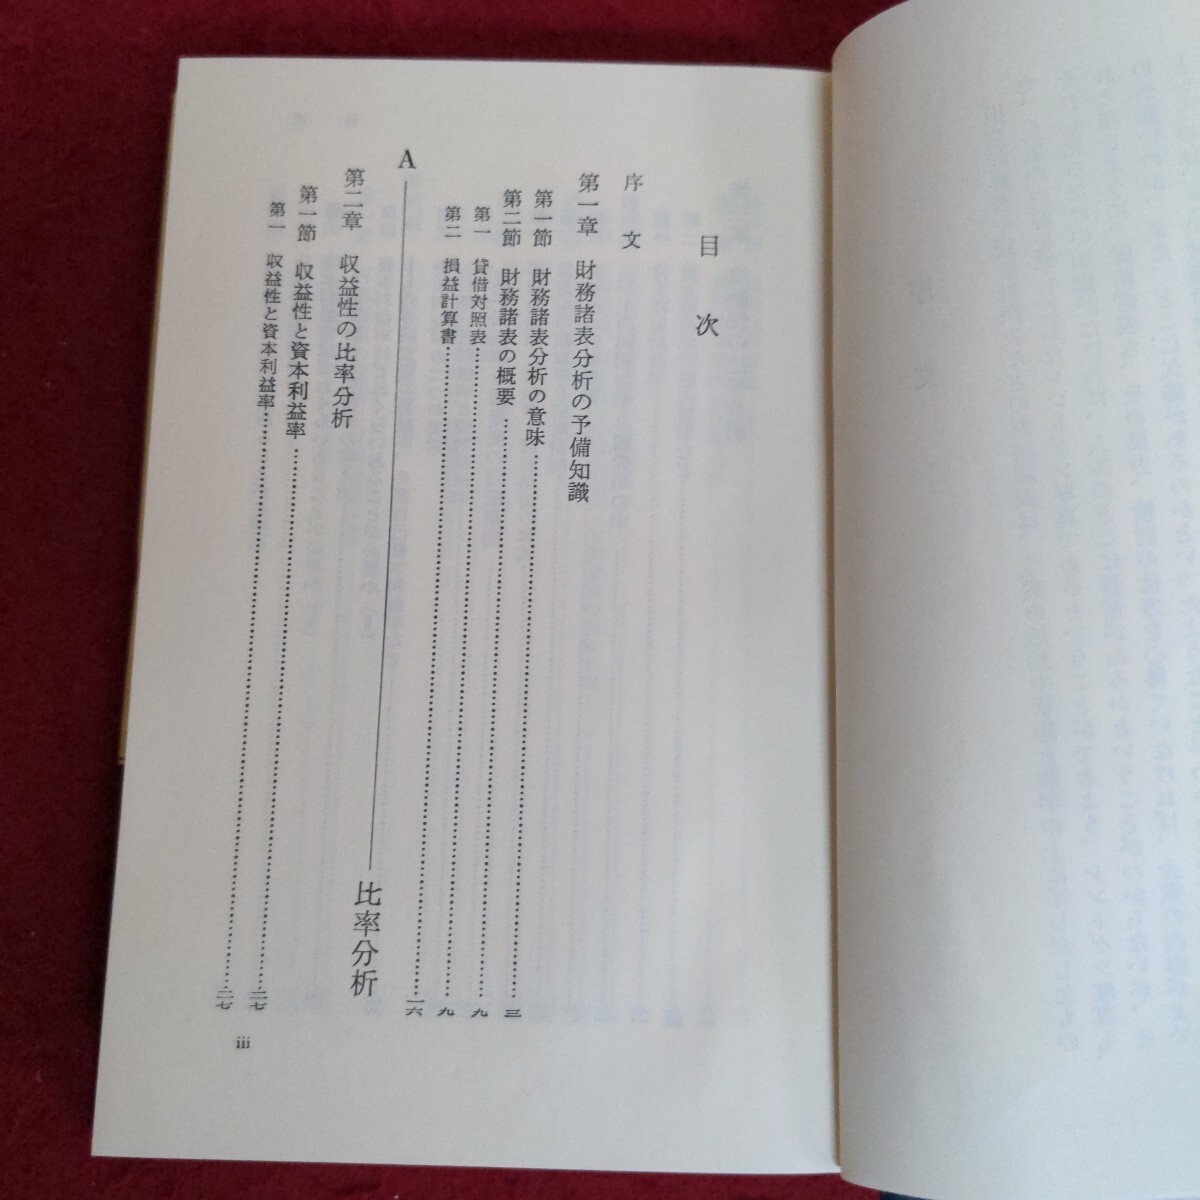 目次
序文
第一章 財務諸表分析の予備知識
第一節 財務諸表分析の意味………三
第二節 財務諸表の概要………九
第一 貸借対照表………九
第二 損益計算書………一六
A ― 比率分析
第二章 収益性の比率分析
第一節 収益性と資本利益率………二七
第一 収益性と資本利益率………二七
iii